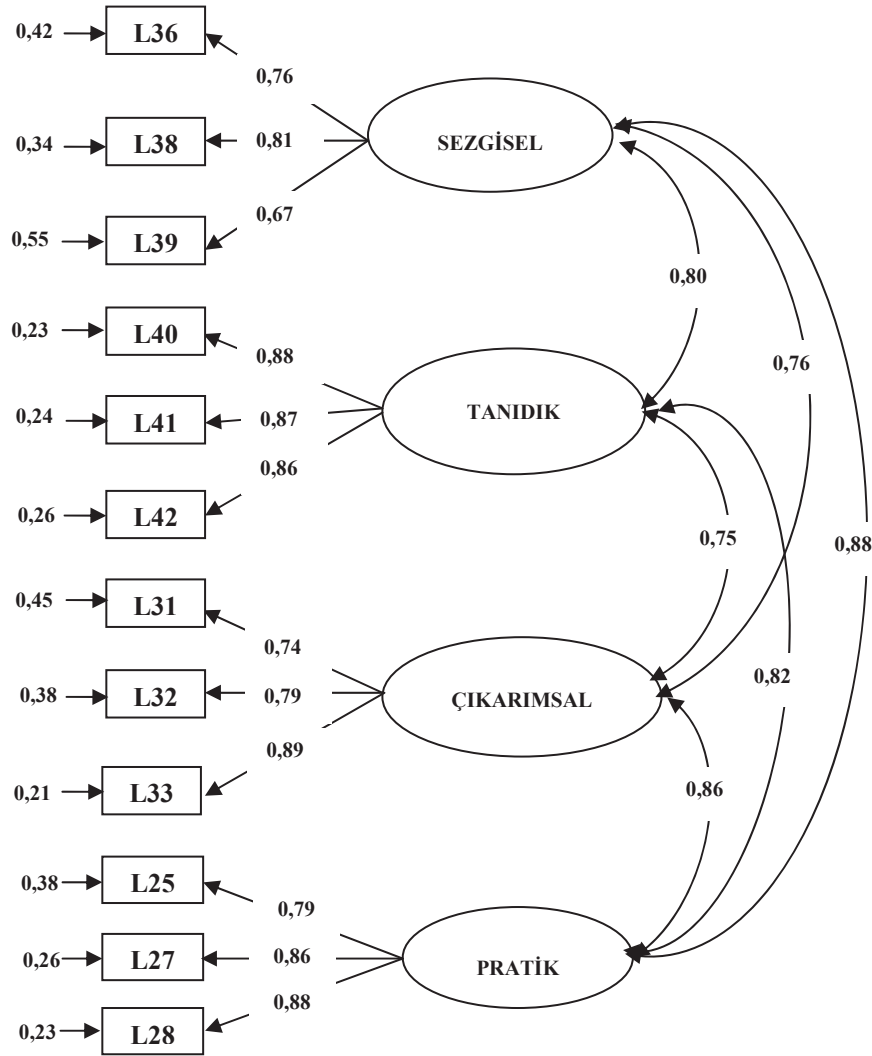 0,42 L36
0,76
0,34 L38 0,81 SEZGİSEL
0,67
0,55 L39
0,80
0,23 L40
0,88
0,76
0,24 L41 0,87 TANIDIK
0,86
0,26 L42
0,75
0,88
0,45 L31
0,74
0,82
0,38 L32 0,79 ÇIKARIMSAL
0,89
0,86
0,21 L33
0,38 L25
0,79
0,26 L27 0,86 PRATİK
0,88
0,23 L28